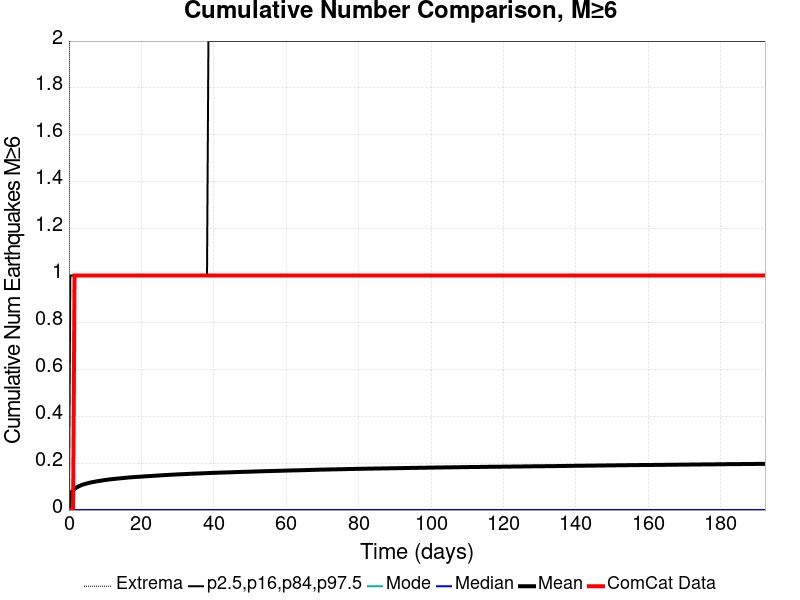 Cumulative Number Comparison, M≥6
Cumulative Num Earthquakes M≥6
2
1.8
1.6
1.4
1.2
1
0.8
0.6
0.4
0.2
0
0 20 40 60 80 100 120 140 160 180
Time (days)
Extrema p2.5,p16,p84,p97.5 Mode Median Mean ComCat Data